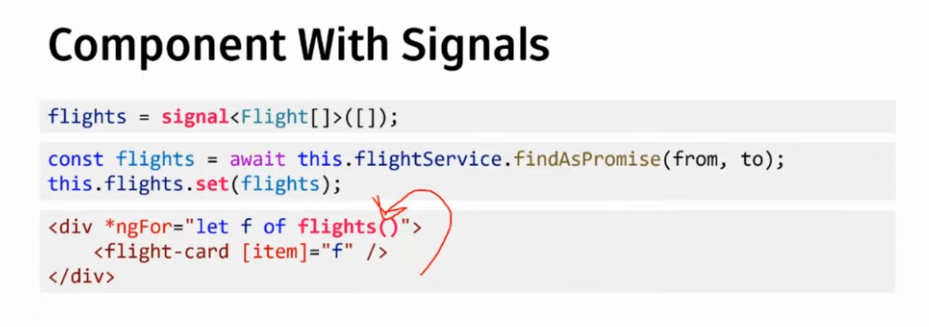 Component With Signals
flights = signal<Flight[]>([]);
const flights = await this.flightService.findAsPromise(from, to);
this.flights.set(flights);
<div *ngFor="let f of flights()">
<flight-card [item]="f" />
</div>